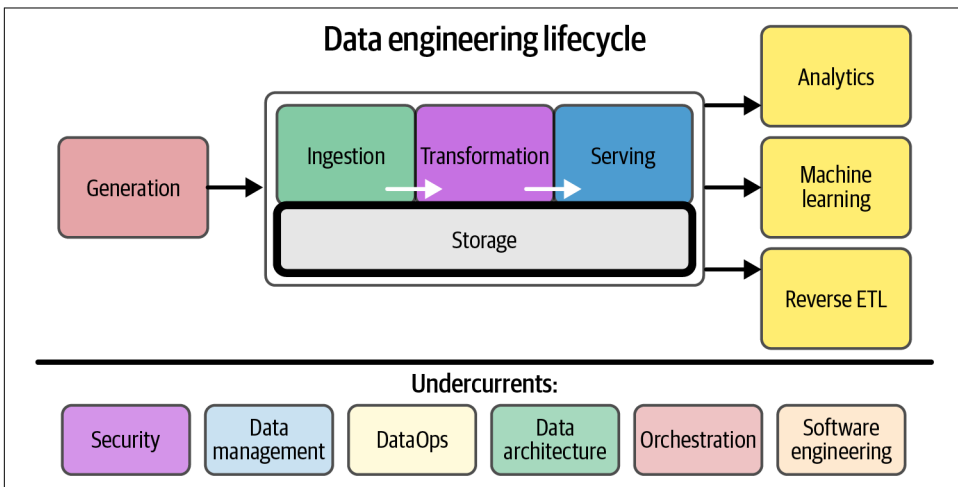 Data engineering lifecycle
Generation
Ingestion
Transformation
Serving
Storage
Analytics
Machine
learning
Reverse ETL
Undercurrents:
Security
Data
management
DataOps
Data
architecture
Orchestration
Software
engineering